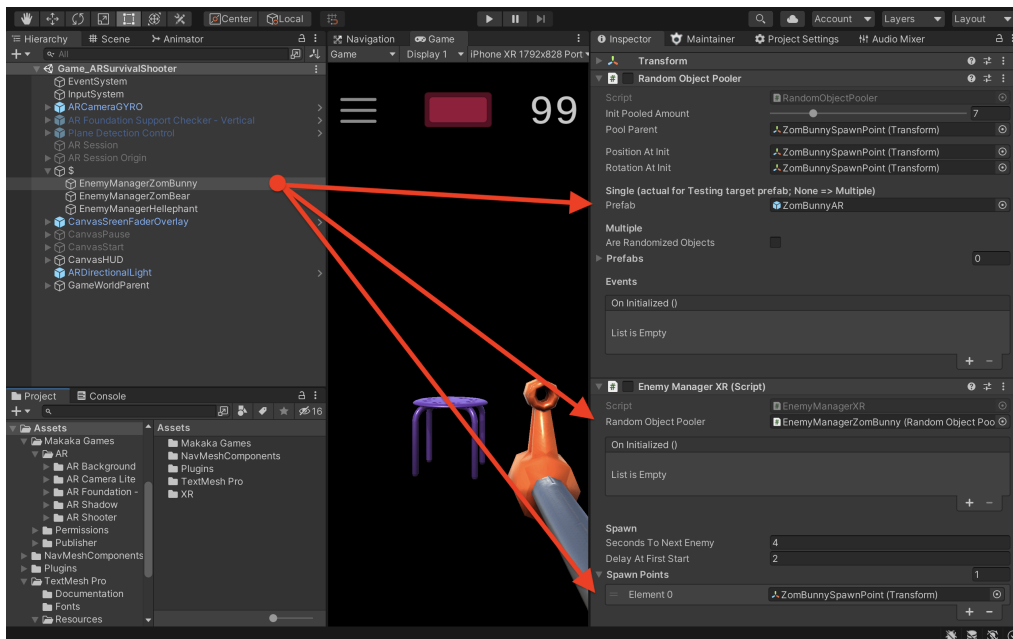 Center
Local
Account
Layers
Layout
Hierarchy
Scene
Animator
All
Game_ARSurvivalShooter
EventSystem
InputSystem
ARCameraGYRO
AR Foundation Support Checker - Vertical
Plane Detection Control
AR Session
AR Session Origin
$
EnemyManagerZomBunny
EnemyManagerZomBear
EnemyManagerHellephant
CanvasSreenFaderOverlay
CanvasPause
CanvasStart
CanvasHUD
ARDirectionalLight
GameWorldParent
Navigation
Game
Game
Display 1
iPhone XR 1792x828 Port
99
Inspector
Maintainer
Project Settings
Audio Mixer
Transform
Random Object Pooler
Script
RandomObjectPooler
Init Pooled Amount
7
Pool Parent
ZomBunnySpawnPoint (Transform)
Position At Init
ZomBunnySpawnPoint (Transform)
Rotation At Init
ZomBunnySpawnPoint (Transform)
Single (actual for Testing target prefab; None => Multiple)
Prefab
ZomBunnyAR
Multiple
Are Randomized Objects
Prefabs
0
Events
On Initialized ()
List is Empty
Enemy Manager XR (Script)
Script
EnemyManagerXR
Random Object Pooler
EnemyManagerZomBunny (Random Object Poo
On Initialized ()
List is Empty
Spawn
Seconds To Next Enemy
4
Delay At First Start
2
Spawn Points
1
Element 0
ZomBunnySpawnPoint (Transform)
Project
Console
16
Assets
Makaka Games
AR
AR Background
AR Camera Lite
AR Foundation -
AR Shadow
AR Shooter
Permissions
Publisher
NavMeshComponents
Plugins
TextMesh Pro
Documentation
Fonts
Resources
Assets
Makaka Games
NavMeshComponents
Plugins
TextMesh Pro
XR